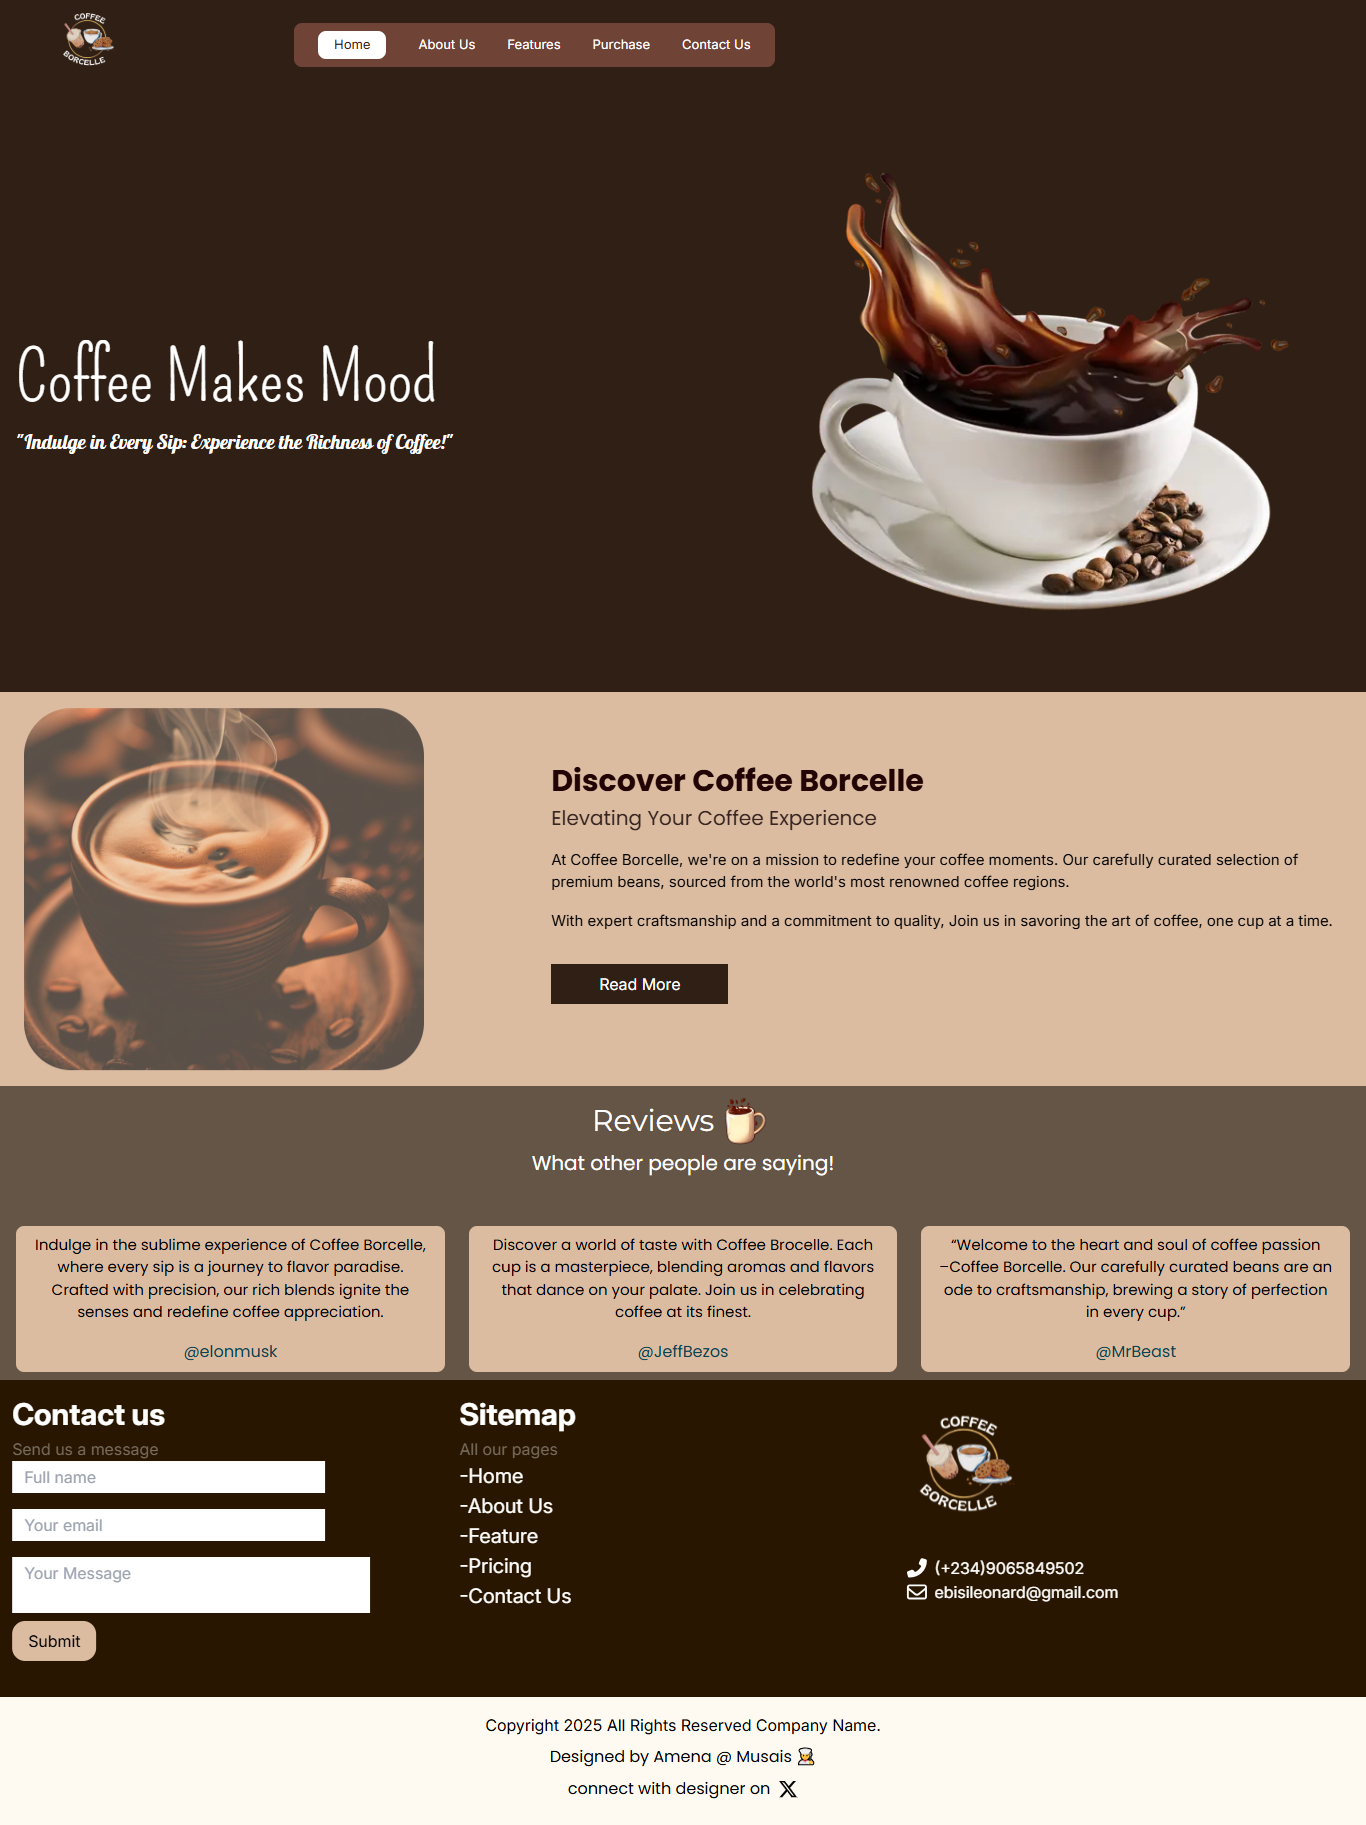 COFFEE
BORCELLE
Home
About Us
Features
Purchase
Contact Us
Coffee Makes Mood
"Indulge in Every Sip: Experience the Richness of Coffee!"
Discover Coffee Borcelle
Elevating Your Coffee Experience
At Coffee Borcelle, we're on a mission to redefine your coffee moments. Our carefully curated selection of
premium beans, sourced from the world's most renowned coffee regions.
With expert craftsmanship and a commitment to quality, Join us in savoring the art of coffee, one cup at a time.
Read More
Reviews
What other people are saying!
Indulge in the sublime experience of Coffee Borcelle,
where every sip is a journey to flavor paradise.
Crafted with precision, our rich blends ignite the
senses and redefine coffee appreciation.
@elonmusk
Discover a world of taste with Coffee Brocelle. Each
cup is a masterpiece, blending aromas and flavors
that dance on your palate. Join us in celebrating
coffee at its finest.
@JeffBezos
“Welcome to the heart and soul of coffee passion
–Coffee Borcelle. Our carefully curated beans are an
ode to craftsmanship, brewing a story of perfection
in every cup.”
@MrBeast
Contact us
Send us a message
Full name
Your email
Your Message
Submit
Sitemap
All our pages
-Home
-About Us
-Feature
-Pricing
-Contact Us
COFFEE
BORCELLE
(+234)9065849502
ebisileonard@gmail.com
Copyright 2025 All Rights Reserved Company Name.
Designed by Amena @ Musais
connect with designer on X